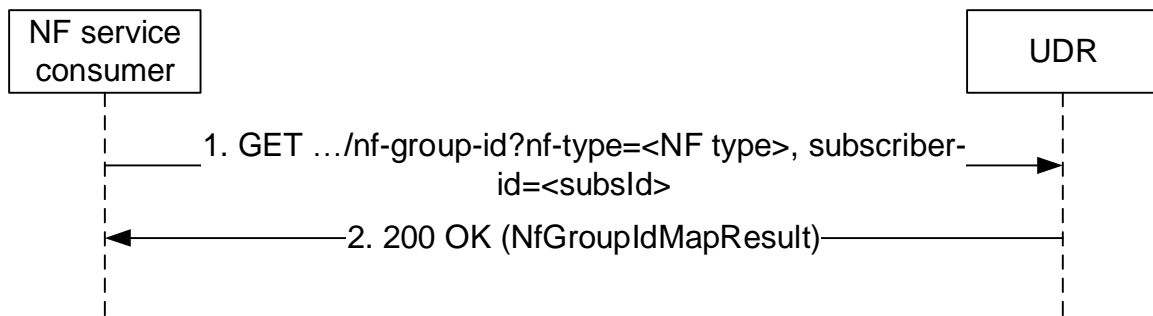 NF service
consumer
UDR
1. GET …/nf-group-id?nf-type=<NF type>, subscriber-
id=<subsId>
2. 200 OK (NfGroupIdMapResult)